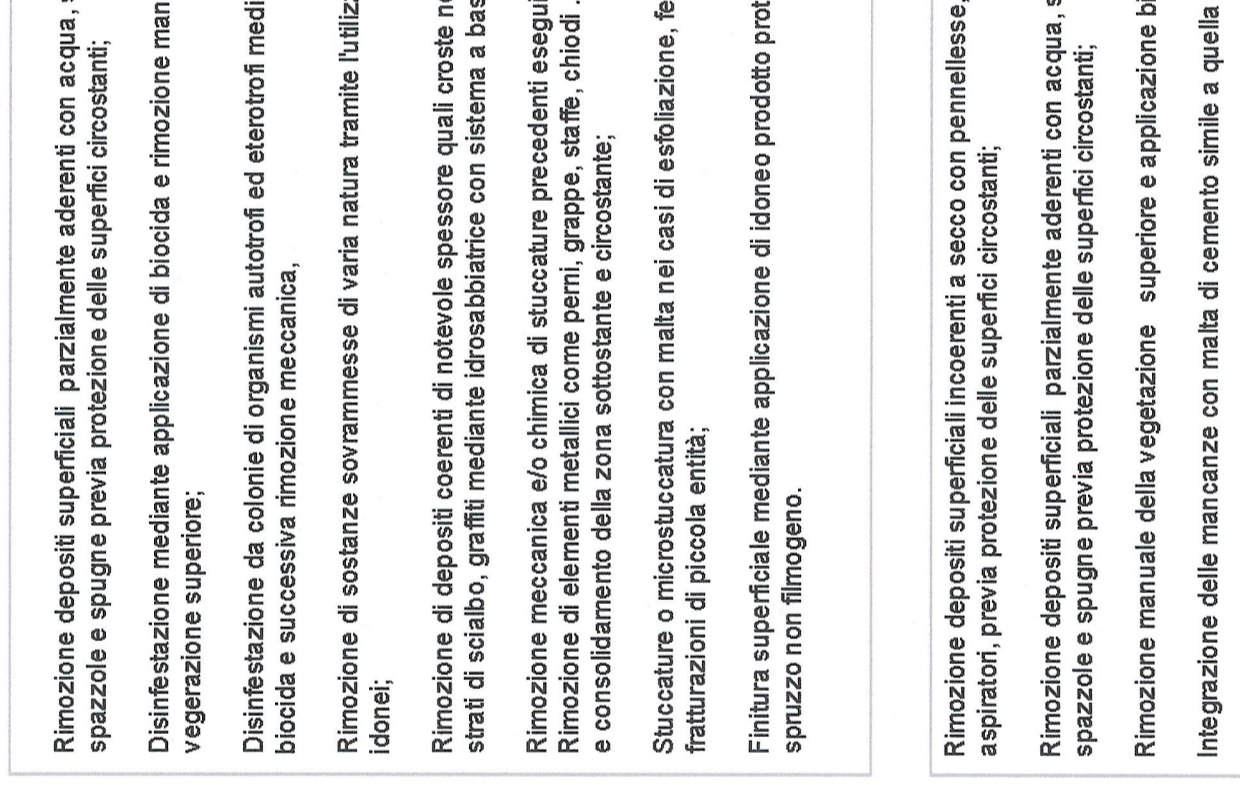 Rimozione depositi superficiali parzialmente aderenti con acqua,
spazzole e spugne previa protezione delle superfici circostanti;
Disinfestazione mediante applicazione di biocida e rimozione man
vegerazione superiore;
Disinfestazione da colonie di organismi autotrofi ed eterotrofi medi
biocida e successiva rimozione meccanica,
Rimozione di sostanze sovrammesse di varia natura tramite l'utiliz
idonei;
Rimozione di depositi coerenti di notevole spessore quali croste ne
strati di scialbo, graffiti mediante idrosabbiatrice con sistema a bas
Rimozione meccanica e/o chimica di stuccature precedenti esegui
Rimozione di elementi metallici come perni, grappe, staffe, chiodi .
e consolidamento della zona sottostante e circostante;
Stuccature o microstuccatura con malta nei casi di esfoliazione, fe
fratturazioni di piccola entità;
Finitura superficiale mediante applicazione di idoneo prodotto prot
spruzzo non filmogeno.
Rimozione depositi superficiali incoerenti a secco con pennellesse,
aspiratori, previa protezione delle superfici circostanti;
Rimozione depositi superficiali parzialmente aderenti con acqua, s
spazzole e spugne previa protezione delle superfici circostanti;
Rimozione manuale della vegetazione superiore e applicazione bi
Integrazione delle mancanze con malta di cemento simile a quella